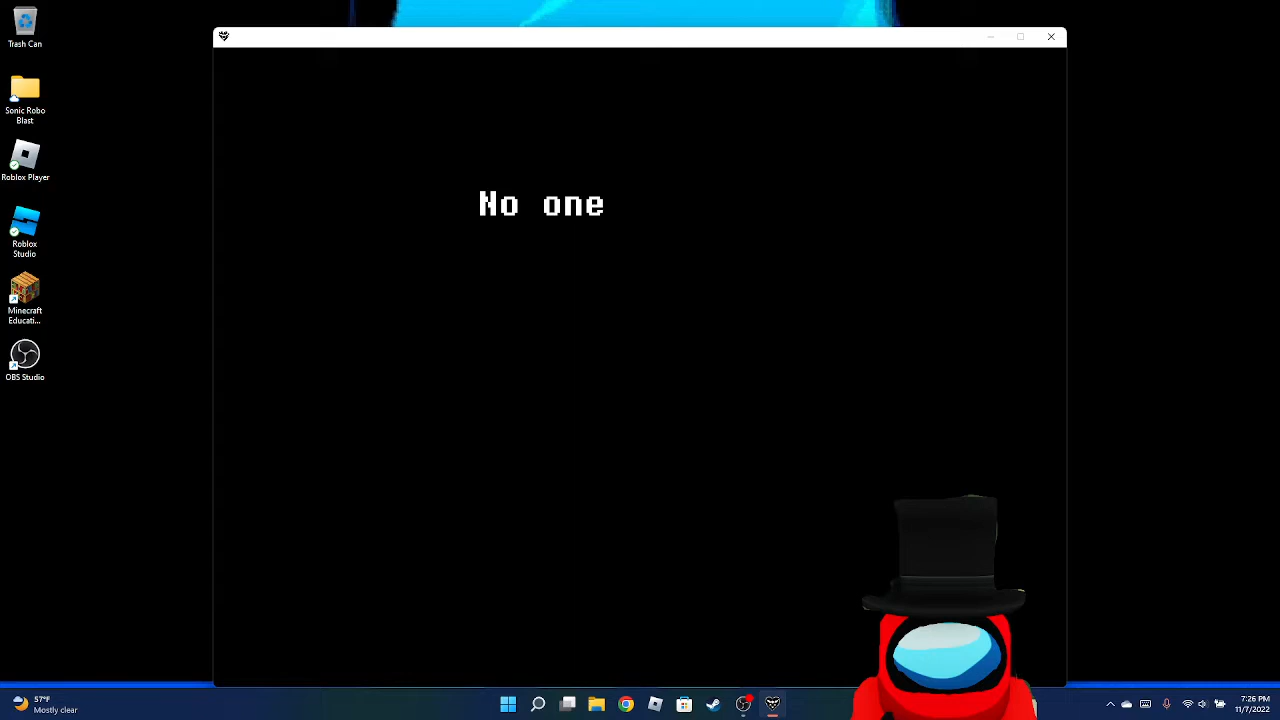 Trash Can
Sonic Robo
Blast
Roblox Player
Roblox
Studio
Minecraft
Educati...
OBS Studio
No one
57°F
Mostly clear
7:26 PM
11/7/2022